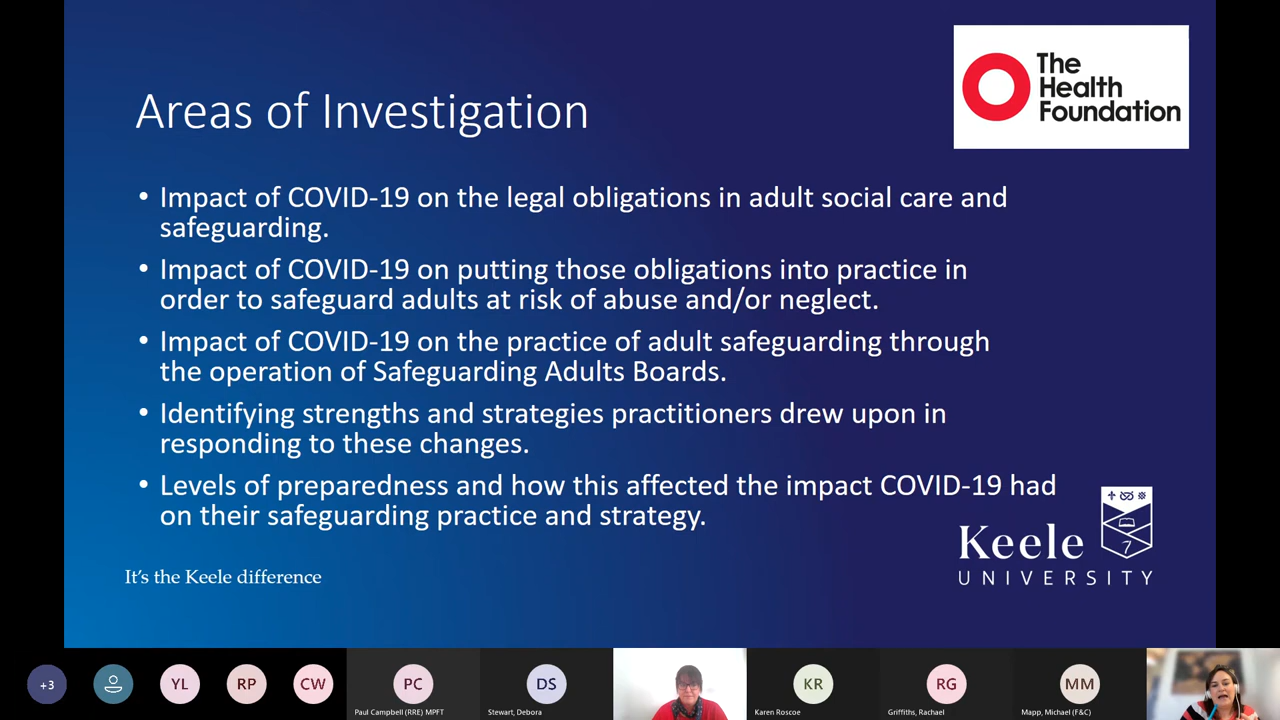 The
Health
Foundation
Areas of Investigation
• Impact of COVID-19 on the legal obligations in adult social care and
safeguarding.
• Impact of COVID-19 on putting those obligations into practice in
order to safeguard adults at risk of abuse and/or neglect.
• Impact of COVID-19 on the practice of adult safeguarding through
the operation of Safeguarding Adults Boards.
• Identifying strengths and strategies practitioners drew upon in
responding to these changes.
• Levels of preparedness and how this affected the impact COVID-19 had
on their safeguarding practice and strategy.
Keele
UNIVERSITY
It's the Keele difference
+3
YL
RP
CW
PC
Paul Campbell (RRE) MPFT
DS
Stewart, Debora
KR
Karen Roscoe
RG
Griffiths, Rachael
MM
Mapp, Michael (F&C)